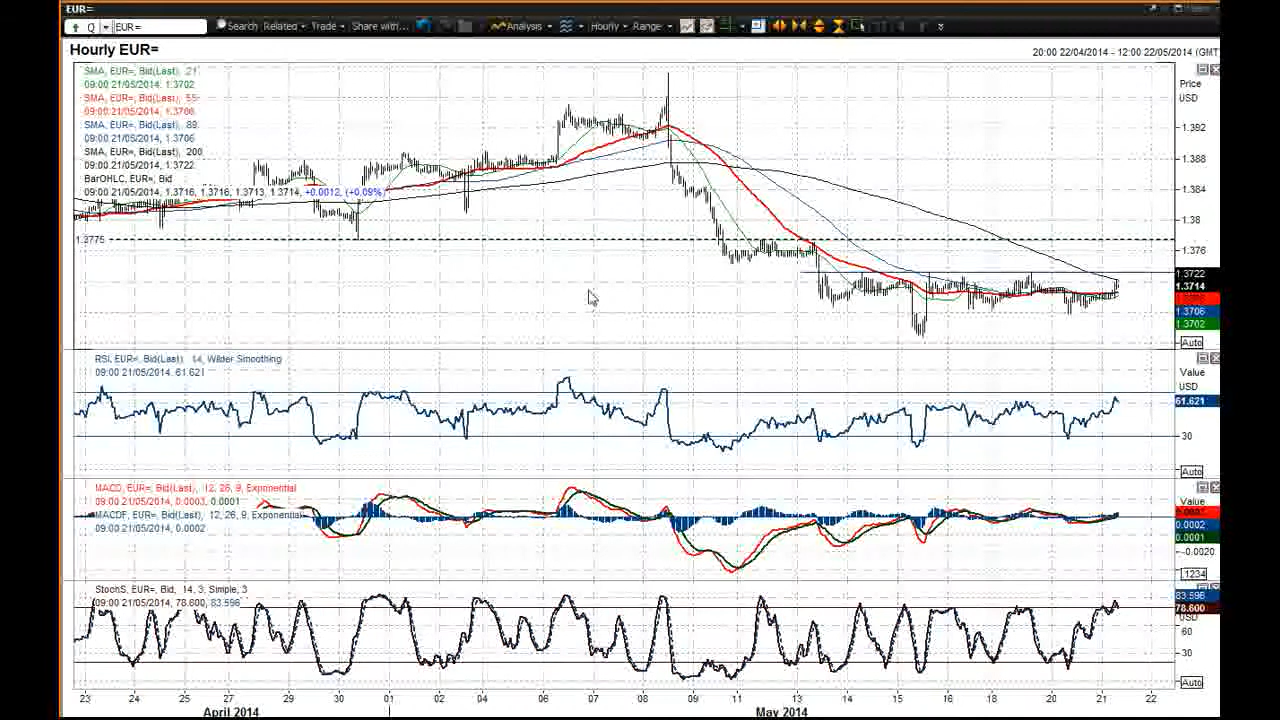 EUR=
Q EUR= Search Related Trade Share with... Analysis Hourly Range
Hourly EUR=
20:00 22/04/2014 - 12:00 22/05/2014 (GMT
SMA, EUR=, Bid(Last), 21
09:00 21/05/2014, 1.3702
SMA, EUR=, Bid(Last), 55
09:00 21/05/2014, 1.3706
SMA, EUR=, Bid(Last), 89
09:00 21/05/2014, 1.3706
SMA, EUR=, Bid(Last), 200
09:00 21/05/2014, 1.3722
BarOHLC, EUR=, Bid
09:00 21/05/2014, 1.3716, 1.3716, 1.3713, 1.3714, +0.0012, (+0.09%)
Price
USD
1.392
1.388
1.384
1.38
1.3775
1.376
1.3722
1.3714
1.3706
1.3702
Auto
RSI, EUR=, Bid(Last), 14, Wilder Smoothing
09:00 21/05/2014, 61.621
Value
USD
61.621
30
Auto
MACD, EUR=, Bid(Last), 12, 26, 9, Exponential
09:00 21/05/2014, 0.0003, 0.0001
MACDF, EUR=, Bid(Last), 12, 26, 9, Exponential
09:00 21/05/2014, 0.0002
Value
USD
0.0002
0.0001
-0.0020
.1234
StochS, EUR=, Bid, 14, 3, Simple, 3
09:00 21/05/2014, 78.600, 83.596
83.596
78.600
USD
60
30
Auto
23 24 25 27 28 29 30 01 02 04 05 06 07 08 09 11 13 14 15 16 18 19 20 21 22
April 2014 May 2014